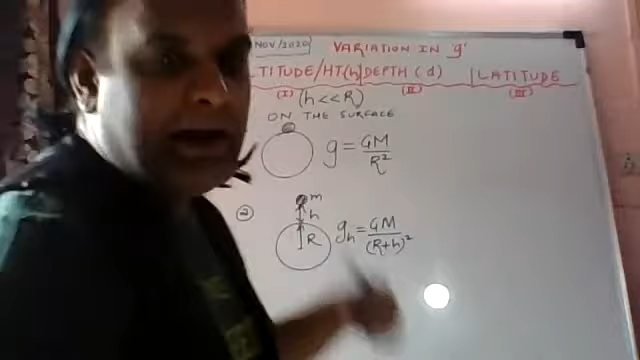 NOV/2020 VARIATION IN 'g'
LTITUDE/HT(h) DEPTH (d) LATITUDE
(I) (II) (III)
(h<<R)
ON THE SURFACE
g = GM/R²
② m
h
R
gh = GM/(R+h)²